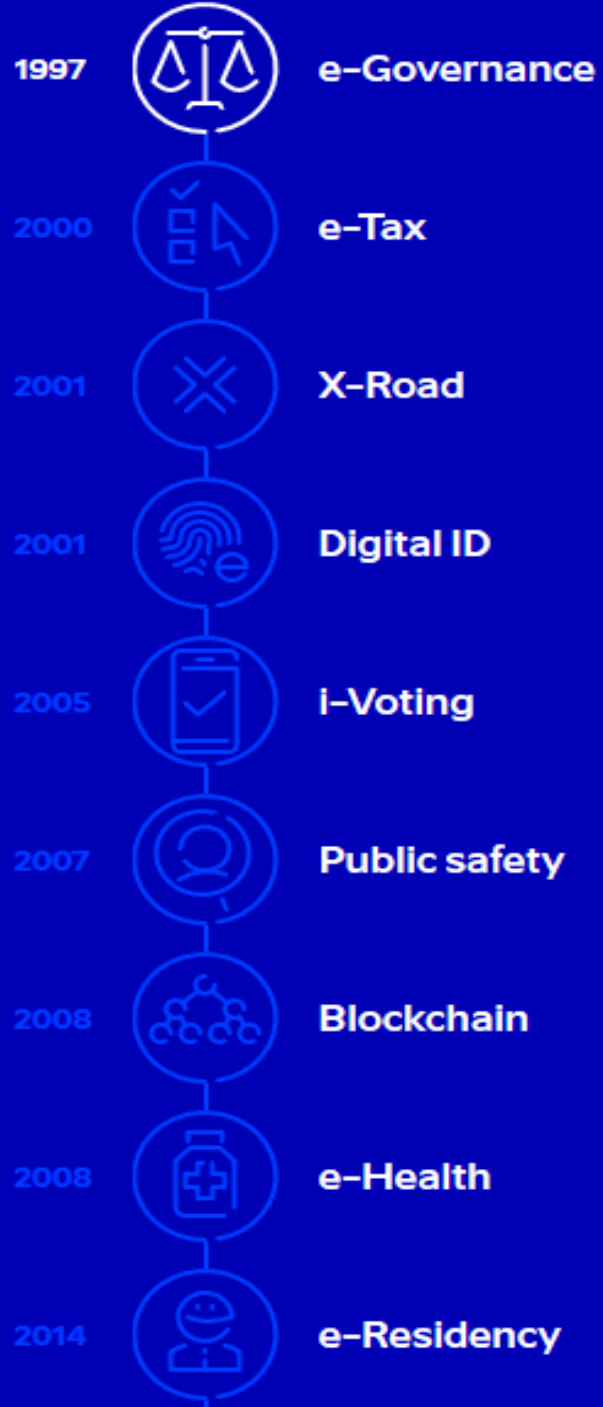 1997 e-Governance
2000 e-Tax
2001 X-Road
2001 Digital ID
2005 i-Voting
2007 Public safety
2008 Blockchain
2008 e-Health
2014 e-Residency